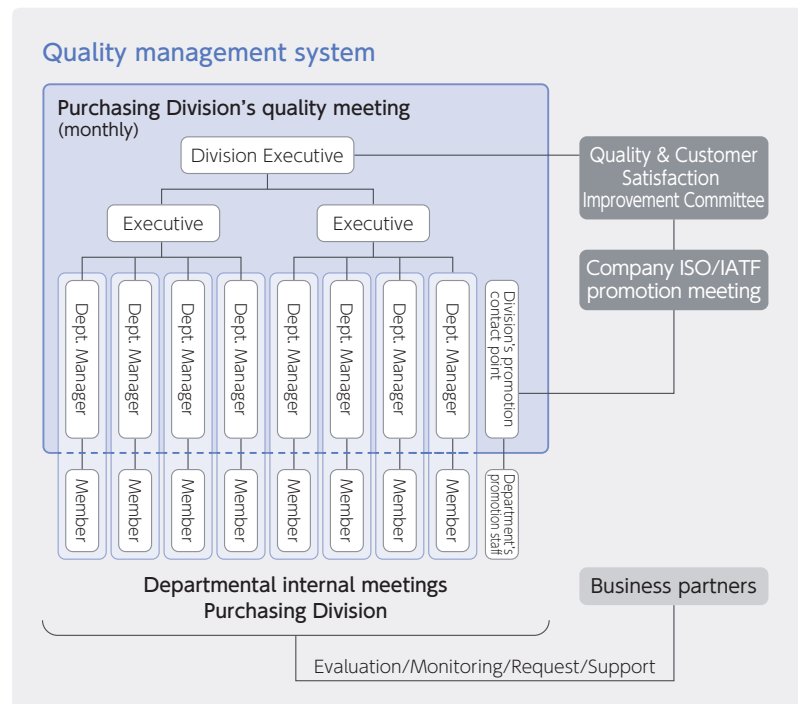 Quality management system
Purchasing Division’s quality meeting
(monthly)
Division Executive
Quality & Customer
Satisfaction
Improvement Committee
Executive
Executive
Company ISO/IATF
promotion meeting
Dept. Manager
Dept. Manager
Dept. Manager
Dept. Manager
Dept. Manager
Dept. Manager
Dept. Manager
Dept. Manager
Division’s promotion
contact point
Member
Member
Member
Member
Member
Member
Member
Member
Department’s
promotion staff
Departmental internal meetings
Purchasing Division
Business partners
Evaluation/Monitoring/Request/Support